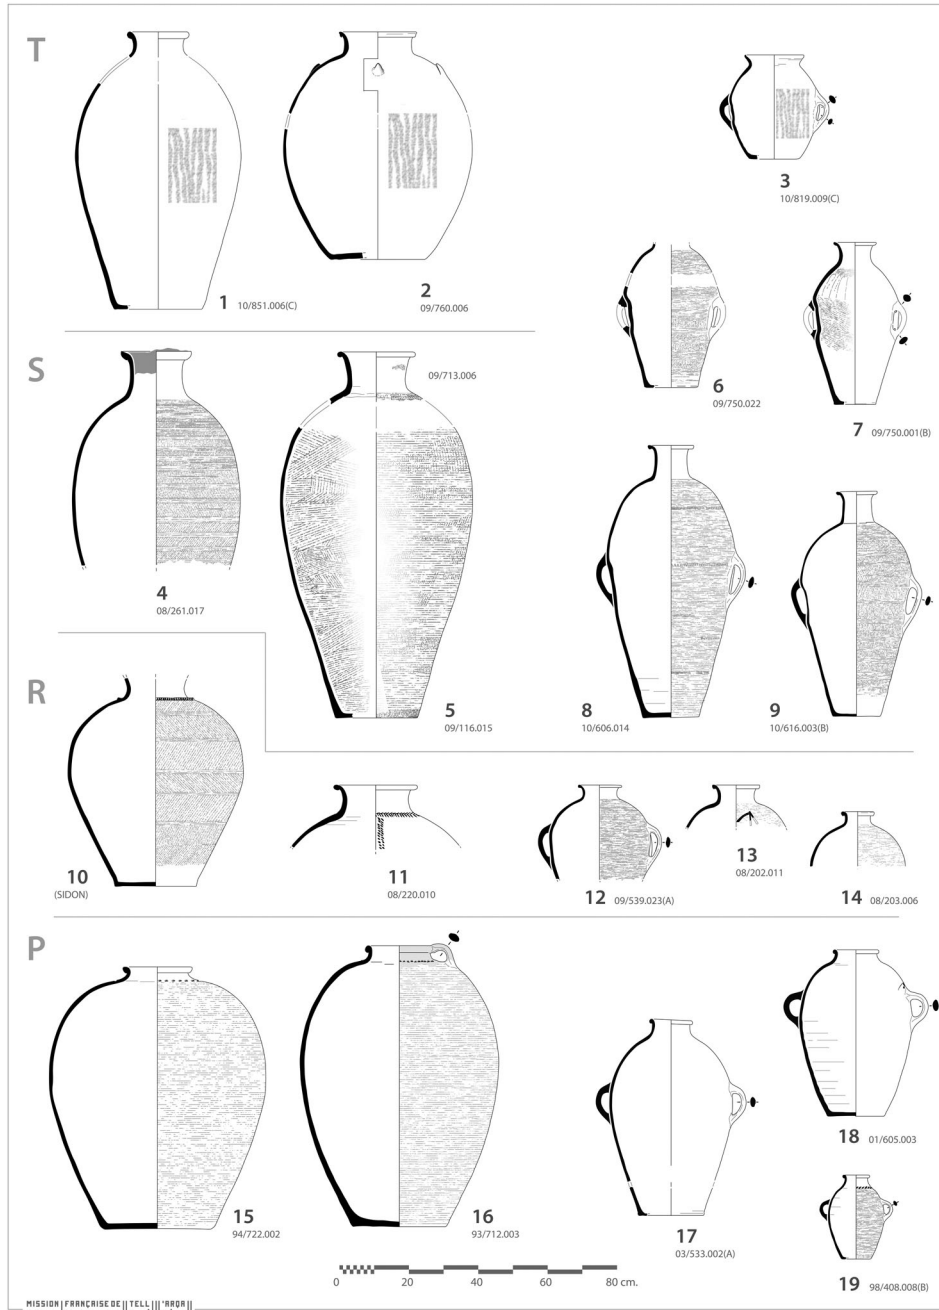 T
1 10/851.006(C)
2
09/760.006
3
10/819.009(C)
6
09/750.022
7 09/750.001(B)
S
09/713.006
4
08/261.017
5
09/116.015
8
10/606.014
9
10/616.003(B)
R
10
(SIDON)
11
08/220.010
12 09/539.023(A)
13
08/202.011
14 08/203.006
P
15
94/722.002
16
93/712.003
17
03/533.002(A)
18 01/605.003
19 98/408.008(B)
0 20 40 60 80 cm.
MISSION | FRANÇAISE DE || TELL ||| 'ARQA ||